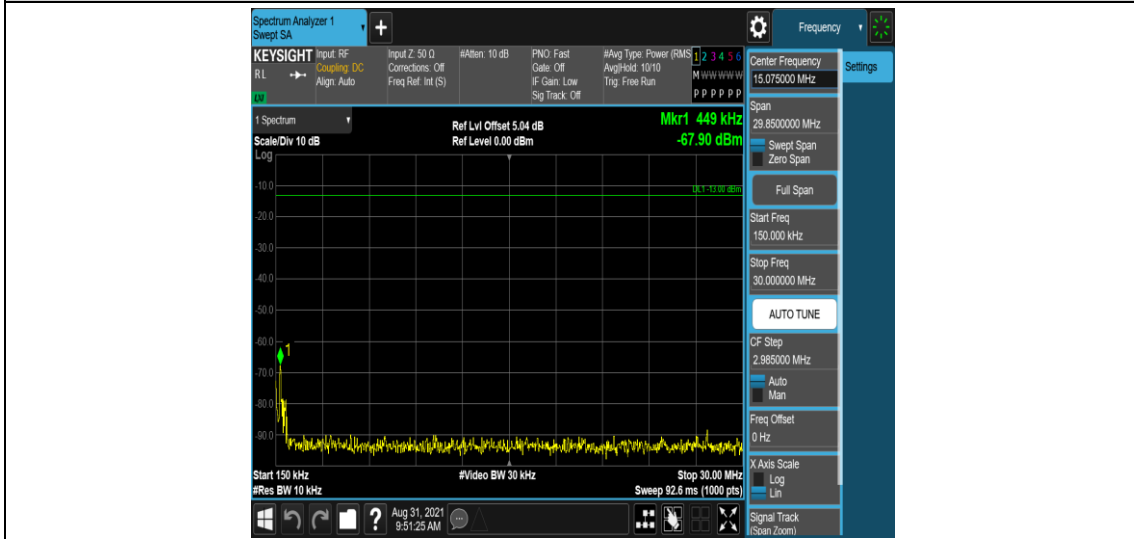 Spectrum Analyzer 1
Swept SA
+
Frequency
KEYSIGHT
RL
Input: RF
Coupling: DC
Align: Auto
Input Z: 50 Ω
Corrections: Off
Freq Ref: Int (S)
#Atten: 10 dB
PNO: Fast
Gate: Off
IF Gain: Low
Sig Track: Off
#Avg Type: Power (RMS
Avg|Hold: 10/10
Trig: Free Run
1 2 3 4 5 6
M W W W W W
P P P P P P
1 Spectrum
Scale/Div 10 dB
Log
Ref Lvl Offset 5.04 dB
Ref Level 0.00 dBm
Mkr1 449 kHz
-67.90 dBm
DL1 -13.00 dBm
-10.0
-20.0
-30.0
-40.0
-50.0
-60.0
1
-70.0
-80.0
-90.0
Start 150 kHz
#Res BW 10 kHz
#Video BW 30 kHz
Stop 30.00 MHz
Sweep 92.6 ms (1000 pts)
?
Aug 31, 2021
9:51:25 AM
Center Frequency
15.075000 MHz
Settings
Span
29.8500000 MHz
Swept Span
Zero Span
Full Span
Start Freq
150.000 kHz
Stop Freq
30.000000 MHz
AUTO TUNE
CF Step
2.985000 MHz
Auto
Man
Freq Offset
0 Hz
X Axis Scale
Log
Lin
Signal Track
(Span Zoom)